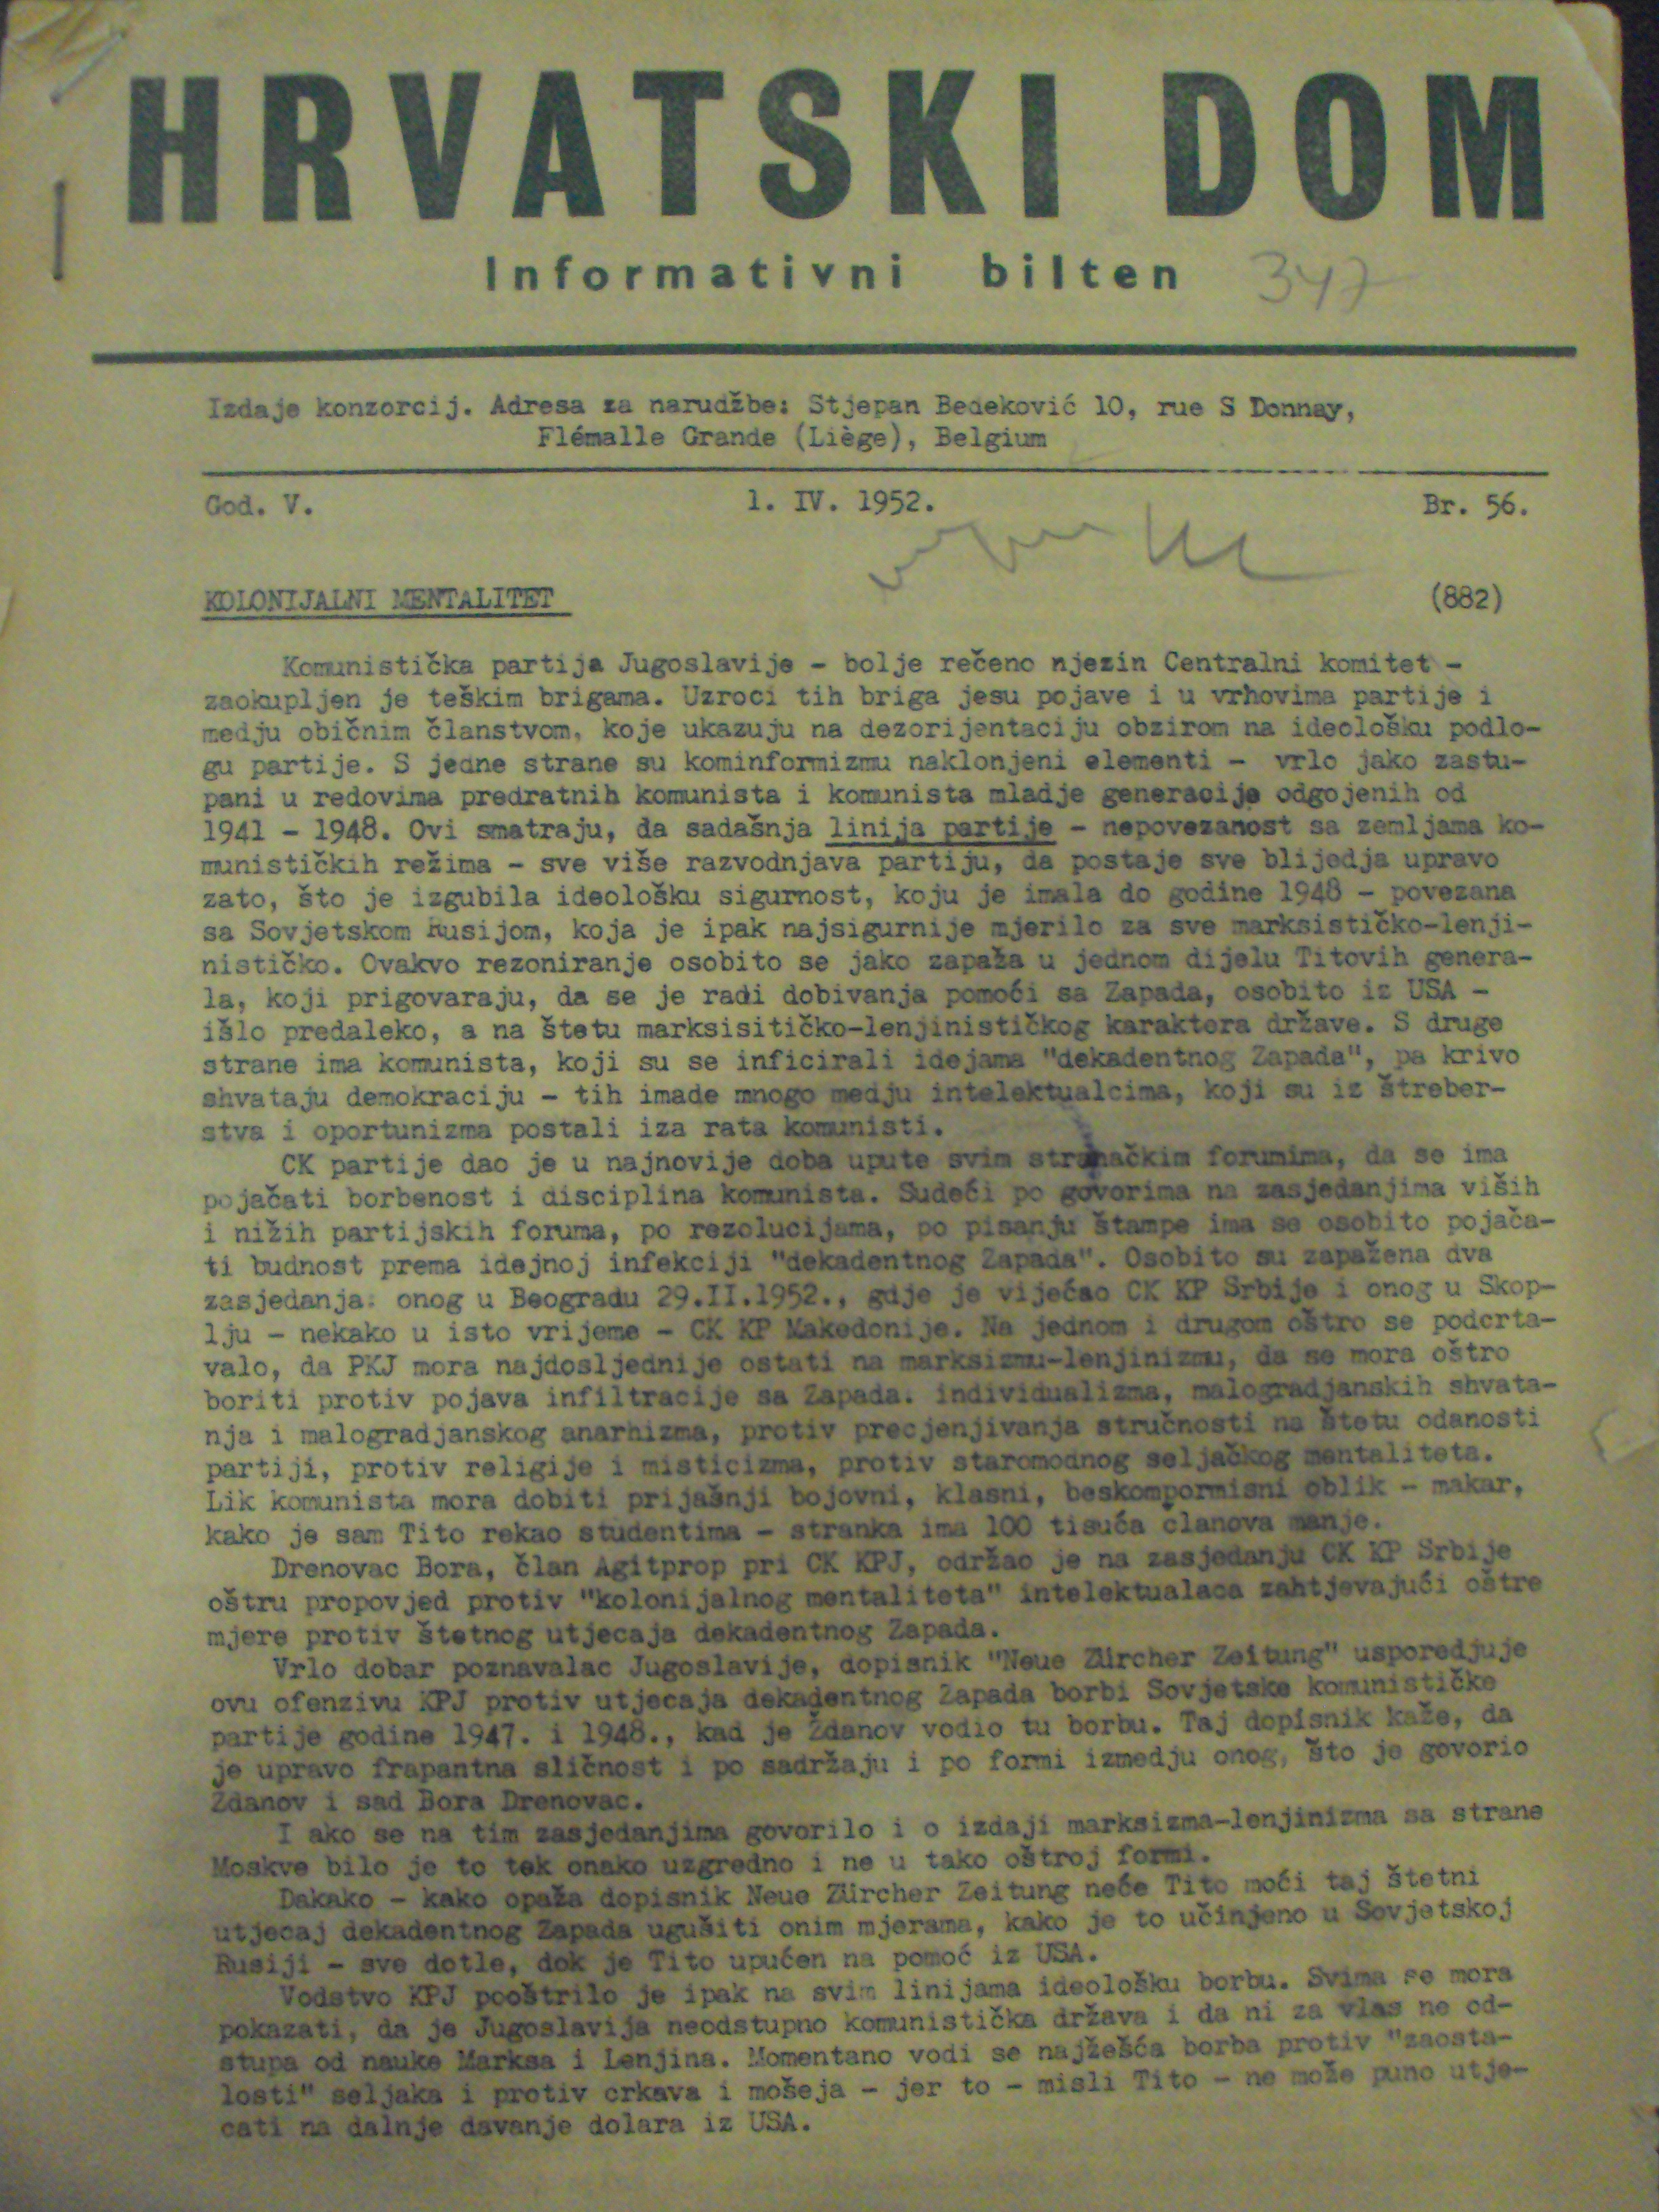 HRVATSKI DOM
Informativni bilten 347
Izdaje konzorcij. Adresa za narudžbe: Stjepan Bedeković 10, rue S Donnay,
Flémalle Grande (Liège), Belgium
God. V. 1. IV. 1952. Br. 56.
KOLONIJALNI MENTALITET (882)
Komunistička partija Jugoslavije - bolje rečeno njezin Centralni komitet -
zaokupljen je teškim brigama. Uzroci tih briga jesu pojave i u vrhovima partije i
medju običnim članstvom, koje ukazuju na dezorijentaciju obzirom na ideološku podlo-
gu partije. S jedne strane su kominformizmu naklonjeni elementi - vrlo jako zastu-
pani u redovima predratnih komunista i komunista mladje generacije odgojenih od
1941 - 1948. Ovi smatraju, da sadašnja linija partije - nepovezanost sa zemljama ko-
munističkih režima - sve više razvodnjava partiju, da postaje sve blijedja upravo
zato, što je izgubila ideološku sigurnost, koju je imala do godine 1948 - povezana
sa Sovjetskom Rusijom, koja je ipak najsigurnije mjerilo za sve marksističko-lenji-
nističko. Ovakvo rezoniranje osobito se jako zapaža u jednom dijelu Titovih genera-
la, koji prigovaraju, da se je radi dobivanja pomoći sa Zapada, osobito iz USA -
išlo predaleko, a na štetu marksisitičko-lenjinističkog karaktera države. S druge
strane ima komunista, koji su se inficirali idejama "dekadentnog Zapada", pa krivo
shvataju demokraciju - tih imade mnogo medju intelektualcima, koji su iz štreber-
stva i oportunizma postali iza rata komunisti.
CK partije dao je u najnovije doba upute svim stranačkim forumima, da se ima
pojačati borbenost i disciplina komunista. Sudeći po govorima na zasjedanjima viših
i nižih partijskih foruma, po rezolucijama, po pisanju štampe ima se osobito pojača-
ti budnost prema idejnoj infekciji "dekadentnog Zapada". Osobito su zapažena dva
zasjedanja: onog u Beogradu 29.II.1952., gdje je vijećao CK KP Srbije i onog u Skop-
lju - nekako u isto vrijeme - CK KP Makedonije. Na jednom i drugom oštro se podcrta-
valo, da PKJ mora najdosljednije ostati na marksizmu-lenjinizmu, da se mora oštro
boriti protiv pojava infiltracije sa Zapada. individualizma, malogradjanskih shvata-
nja i malogradjanskog anarhizma, protiv precjenjivanja stručnosti na štetu odanosti
partiji, protiv religije i misticizma, protiv staromodnog seljačkog mentaliteta.
Lik komunista mora dobiti prijašnji bojovni, klasni, beskompormisni oblik - makar,
kako je sam Tito rekao studentima - stranka ima 100 tisuća clanova manje.
Drenovac Bora, član Agitprop pri CK KPJ, održao je na zasjedanju CK KP Srbije
oštru propovjed protiv "kolonijalnog mentaliteta" intelektualaca zahtjevajući oštre
mjere protiv štetnog utjecaja dekadentnog Zapada.
Vrlo dobar poznavalac Jugoslavije, dopisnik "Neue Zürcher Zeitung" usporedjuje
ovu ofenzivu KPJ protiv utjecaja dekadentnog Zapada borbi Sovjetske komunističke
partije godine 1947. i 1948., kad je Ždanov vodio tu borbu. Taj dopisnik kaže, da
je upravo frapantna sličnost i po sadržaju i po formi izmedju onog, što je govorio
Ždanov i sad Bora Drenovac.
I ako se na tim zasjedanjima govorilo i o izdaji marksizma-lenjinizma sa strane
Moskve bilo je to tek onako uzgredno i ne u tako oštroj formi.
Dakako - kako opaža dopisnik Neue Zürcher Zeitung neće Tito moći taj štetni
utjecaj dekadentnog Zapada ugušiti onim mjerama, kako je to učinjeno u Sovjetskoj
Rusiji - sve dotle, dok je Tito upućen na pomoć iz USA.
Vodstvo KPJ pooštrilo je ipak na svim linijama ideološku borbu. Svima se mora
pokazati, da je Jugoslavija neodstupno komunistička država i da ni za vlas ne od-
stupa od nauke Marksa i Lenjina. Momentano vodi se najžešća borba protiv "zaosta-
losti" seljaka i protiv crkava i mošeja - jer to - misli Tito - ne može puno utje-
cati na dalnje davanje dolara iz USA.